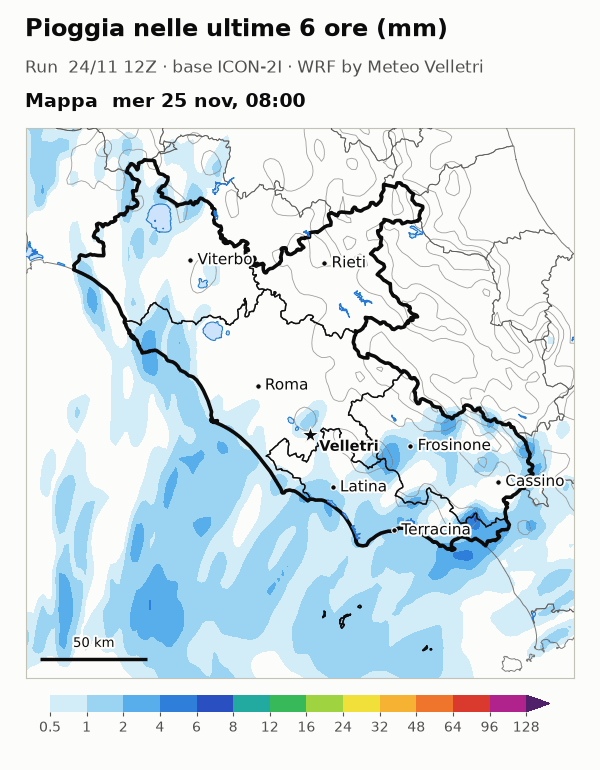 Pioggia nelle ultime 6 ore (mm)
Run 24/11 12Z · base ICON-2I · WRF by Meteo Velletri
Mappa mer 25 nov, 08:00
Viterbo
Rieti
Roma
Velletri
Frosinone
Latina
Cassino
Terracina
50 km
0.5 1 2 4 6 8 12 16 24 32 48 64 96 128